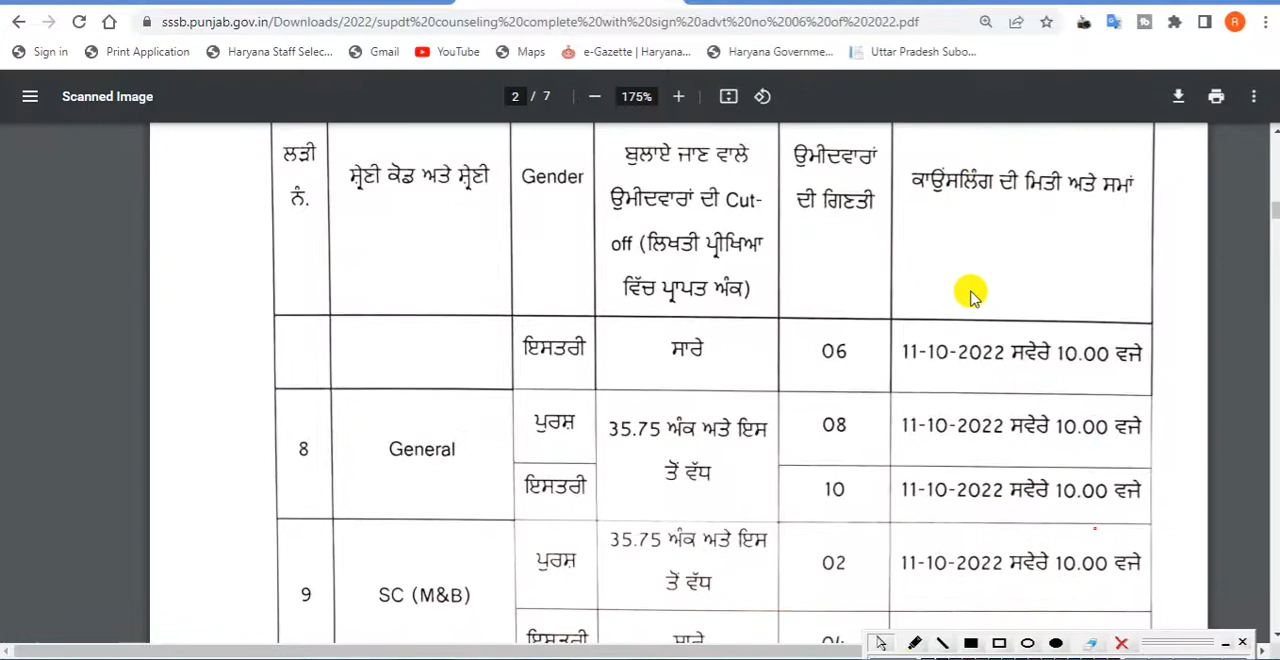 sssb.punjab.gov.in/Downloads/2022/supdt%20counseling%20complete%20with%20sign%20advt%20no%2006%20of%202022.pdf
R
Sign in
Print Application
Haryana Staff Selec...
Gmail
YouTube
Maps
e-Gazette | Haryana...
Haryana Governme...
Uttar Pradesh Subo...
Scanned Image
2 / 7
175%
ਲੜੀ
ਨੰ.
ਸ਼੍ਰੇਣੀ ਕੋਡ ਅਤੇ ਸ਼੍ਰੇਣੀ
Gender
ਬੁਲਾਏ ਜਾਣ ਵਾਲੇ
ਉਮੀਦਵਾਰਾਂ ਦੀ Cut-
off (ਲਿਖਤੀ ਪ੍ਰੀਖਿਆ
ਵਿੱਚ ਪ੍ਰਾਪਤ ਅੰਕ)
ਉਮੀਦਵਾਰਾਂ
ਦੀ ਗਿਣਤੀ
ਕਾਉਂਸਲਿੰਗ ਦੀ ਮਿਤੀ ਅਤੇ ਸਮਾਂ
ਇਸਤਰੀ
ਸਾਰੇ
06
11-10-2022 ਸਵੇਰੇ 10.00 ਵਜੇ
8
General
ਪੁਰਸ਼
35.75 ਅੰਕ ਅਤੇ ਇਸ
ਤੋਂ ਵੱਧ
08
11-10-2022 ਸਵੇਰੇ 10.00 ਵਜੇ
ਇਸਤਰੀ
10
11-10-2022 ਸਵੇਰੇ 10.00 ਵਜੇ
9
SC (M&B)
ਪੁਰਸ਼
35.75 ਅੰਕ ਅਤੇ ਇਸ
ਤੋਂ ਵੱਧ
02
11-10-2022 ਸਵੇਰੇ 10.00 ਵਜੇ
ਇਸਤਰੀ
ਸਾਰੇ